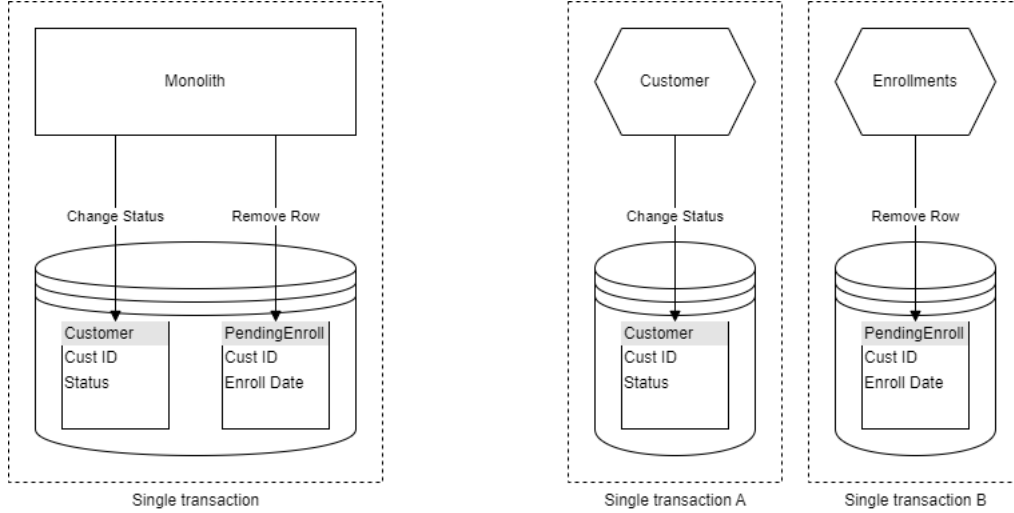 Monolith
Change Status
Remove Row
Customer
Cust ID
Status
PendingEnroll
Cust ID
Enroll Date
Single transaction
Customer
Change Status
Customer
Cust ID
Status
Single transaction A
Enrollments
Remove Row
PendingEnroll
Cust ID
Enroll Date
Single transaction B